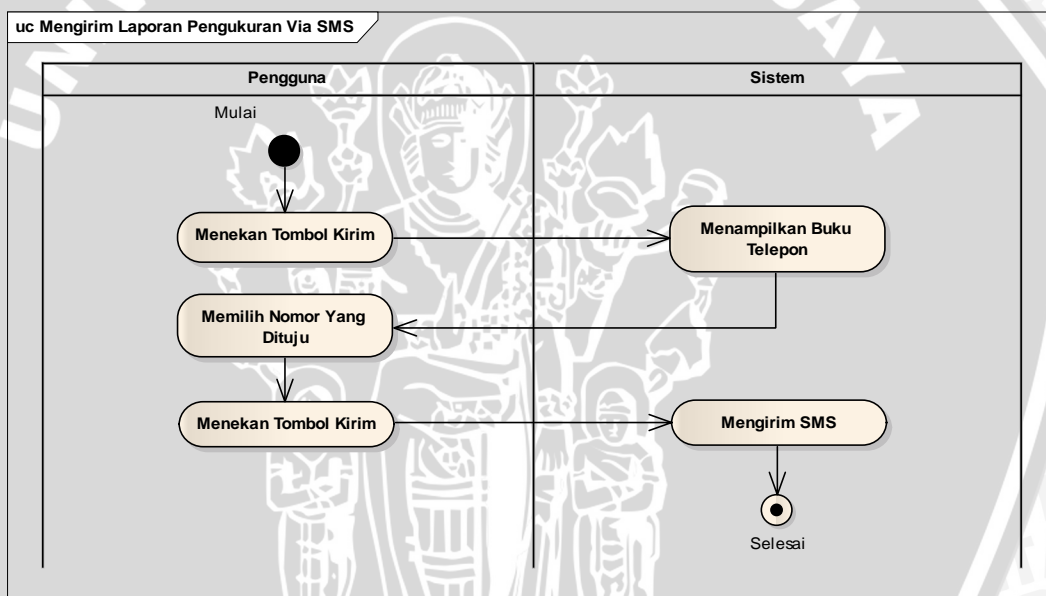 uc Mengirim Laporan Pengukuran Via SMS
Pengguna
Sistem
Mulai
Menekan Tombol Kirim
Menampilkan Buku
Telepon
Memilih Nomor Yang
Dituju
Menekan Tombol Kirim
Mengirim SMS
Selesai